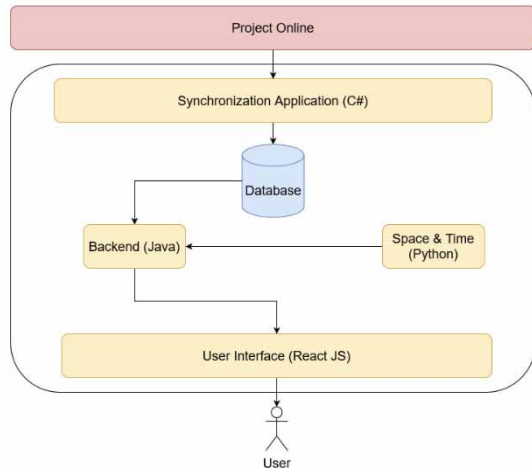 Project Online
Synchronization Application (C#)
Database
Backend (Java)
Space & Time
(Python)
User Interface (React JS)
User